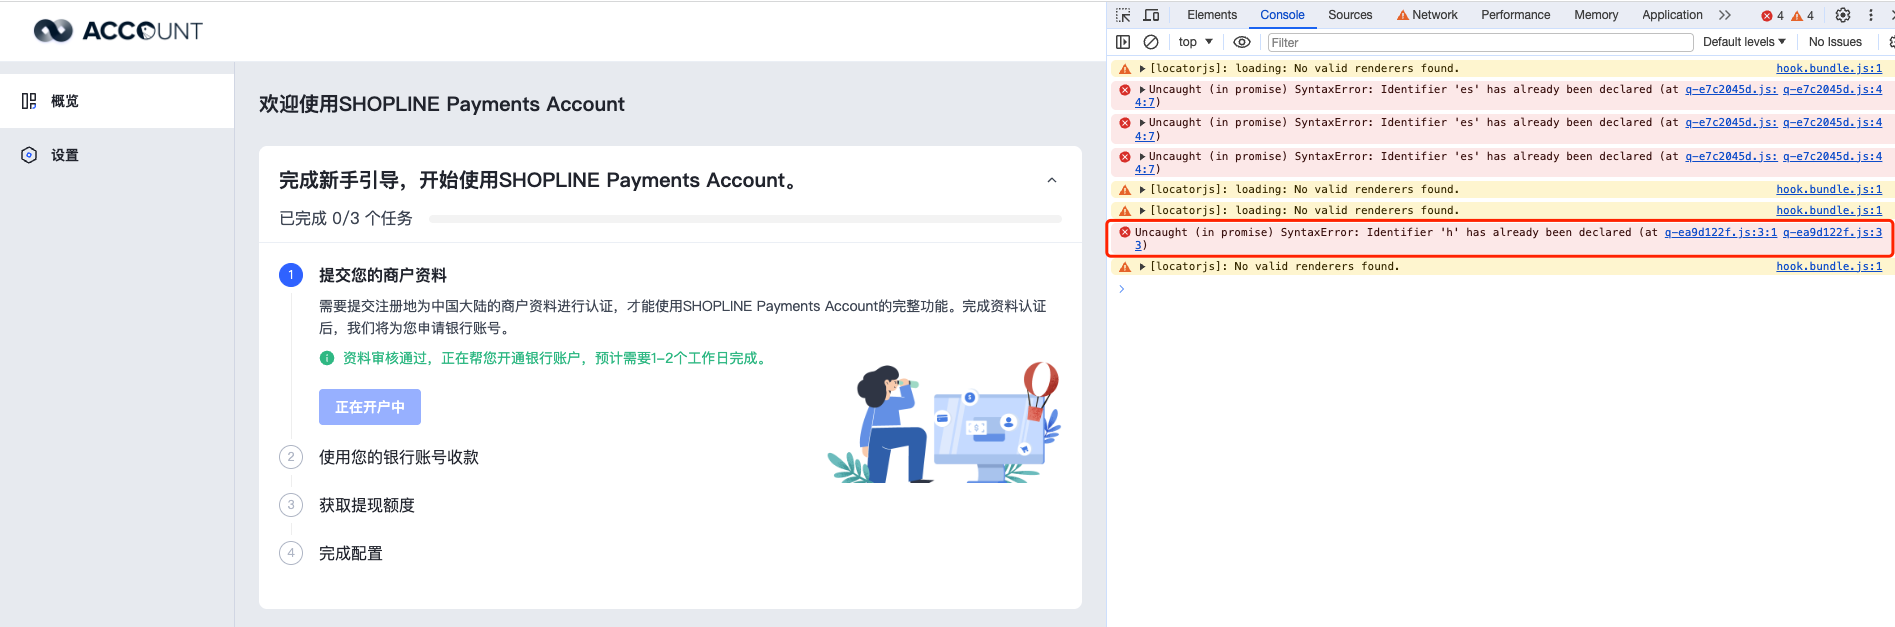 ACCOUNT
概览
设置
欢迎使用SHOPLINE Payments Account
完成新手引导，开始使用SHOPLINE Payments Account。
已完成 0/3 个任务
1 提交您的商户资料
需要提交注册地为中国大陆的商户资料进行认证，才能使用SHOPLINE Payments Account的完整功能。完成资料认证
后，我们将为您申请银行账号。
资料审核通过，正在帮您开通银行账户，预计需要1-2个工作日完成。
正在开户中
2 使用您的银行账号收款
3 获取提现额度
4 完成配置
Elements Console Sources Network Performance Memory Application 4 4
top Filter Default levels No Issues
[locatorjs]: loading: No valid renderers found. hook.bundle.js:1
Uncaught (in promise) SyntaxError: Identifier 'es' has already been declared (at q-e7c2045d.js: q-e7c2045d.js:4
4:7)
Uncaught (in promise) SyntaxError: Identifier 'es' has already been declared (at q-e7c2045d.js: q-e7c2045d.js:4
4:7)
Uncaught (in promise) SyntaxError: Identifier 'es' has already been declared (at q-e7c2045d.js: q-e7c2045d.js:4
4:7)
[locatorjs]: loading: No valid renderers found. hook.bundle.js:1
[locatorjs]: loading: No valid renderers found. hook.bundle.js:1
Uncaught (in promise) SyntaxError: Identifier 'h' has already been declared (at q-ea9d122f.js:3:1 q-ea9d122f.js:3
3)
[locatorjs]: No valid renderers found. hook.bundle.js:1